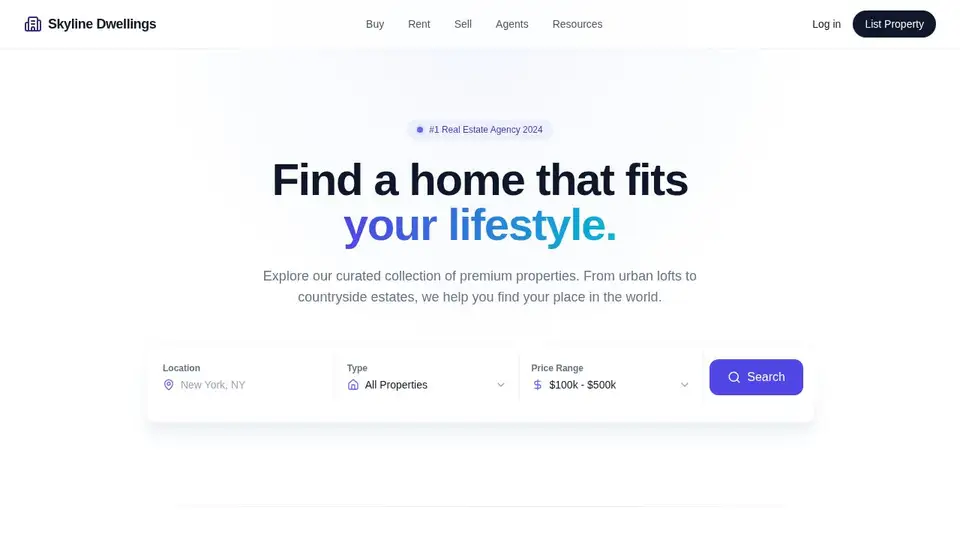 Skyline Dwellings
Buy
Rent
Sell
Agents
Resources
Log in
List Property
#1 Real Estate Agency 2024
Find a home that fits
your lifestyle.
Explore our curated collection of premium properties. From urban lofts to
countryside estates, we help you find your place in the world.
Location
New York, NY
Type
All Properties
Price Range
$100k - $500k
Search